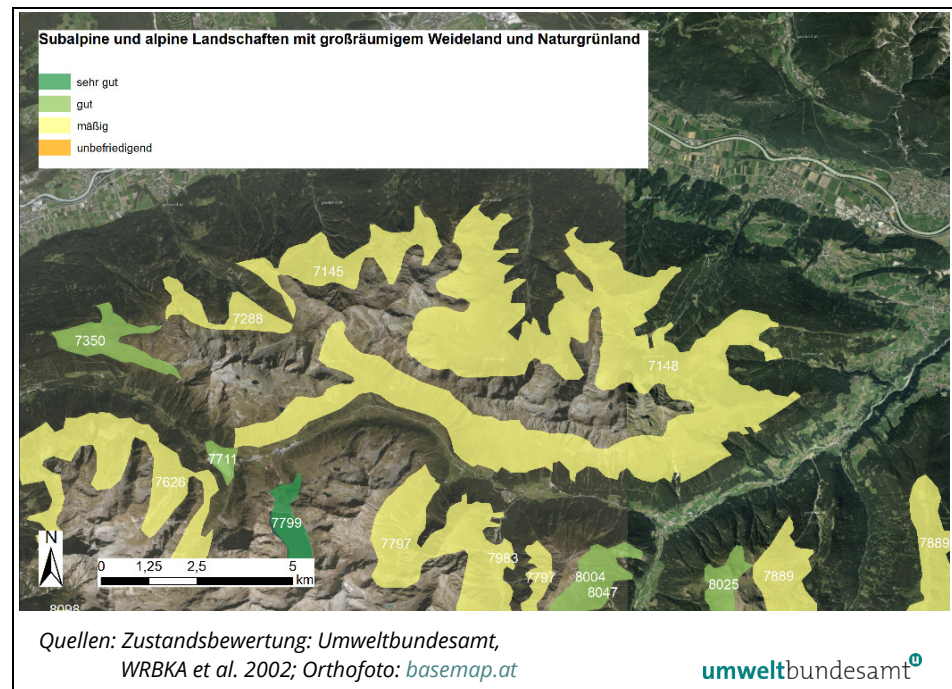 Subalpine und alpine Landschaften mit großräumigem Weideland und Naturgrünland
sehr gut
gut
mäßig
unbefriedigend
7145
7288
7350
7148
7711
7626
7799
7797
7983
7797
8004
8047
8025
7889
7889
N
0 1,25 2,5 5
km
8098
Quellen: Zustandsbewertung: Umweltbundesamt,
WRBKA et al. 2002; Orthofoto: basemap.at
umweltbundesamt